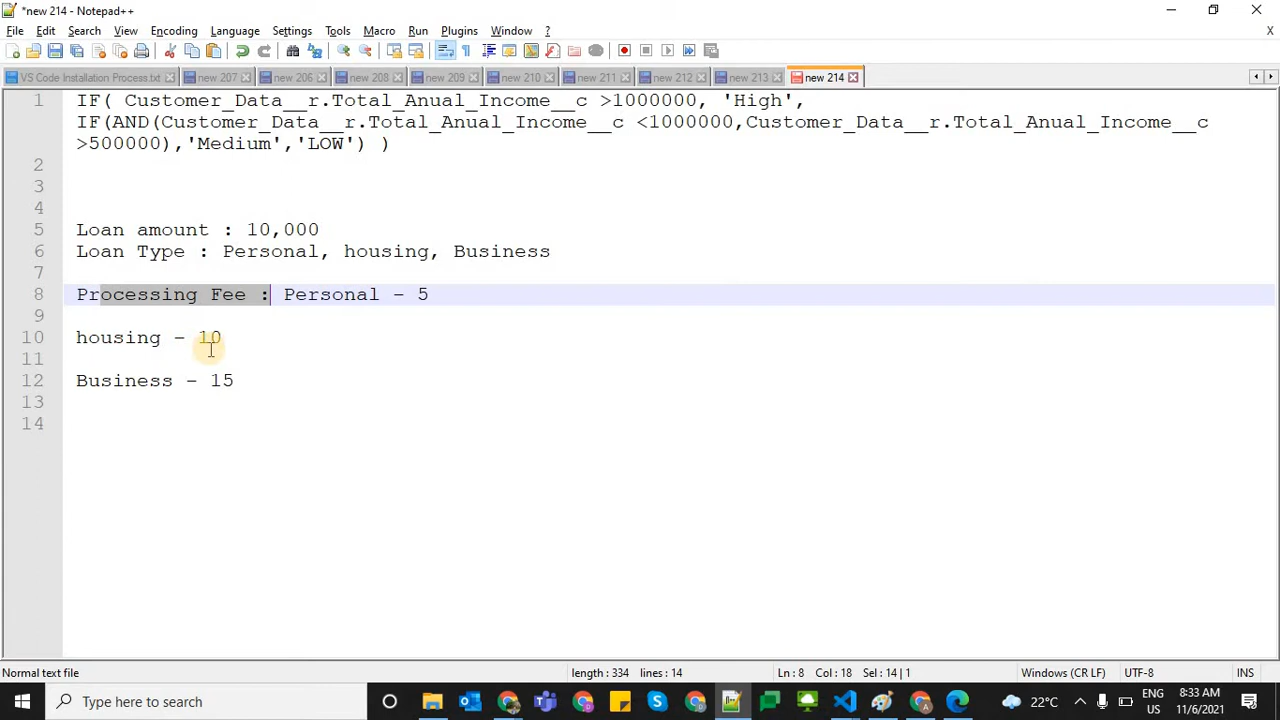 *new 214 - Notepad++
File Edit Search View Encoding Language Settings Tools Macro Run Plugins Window ?
X
VS Code Installation Process.txt new 207 new 206 new 208 new 209 new 210 new 211 new 212 new 213 new 214
1 IF( Customer_Data__r.Total_Anual_Income__c >1000000, 'High',
IF(AND(Customer_Data__r.Total_Anual_Income__c <1000000,Customer_Data__r.Total_Anual_Income__c
>500000),'Medium','LOW') )
2
3
4
5 Loan amount : 10,000
6 Loan Type : Personal, housing, Business
7
8 Processing Fee : Personal - 5
9
10 housing - 10
11
12 Business - 15
13
14
Normal text file length : 334 lines : 14 Ln : 8 Col : 18 Sel : 14 | 1 Windows (CR LF) UTF-8 INS
Type here to search 22°C ENG US 8:33 AM 11/6/2021